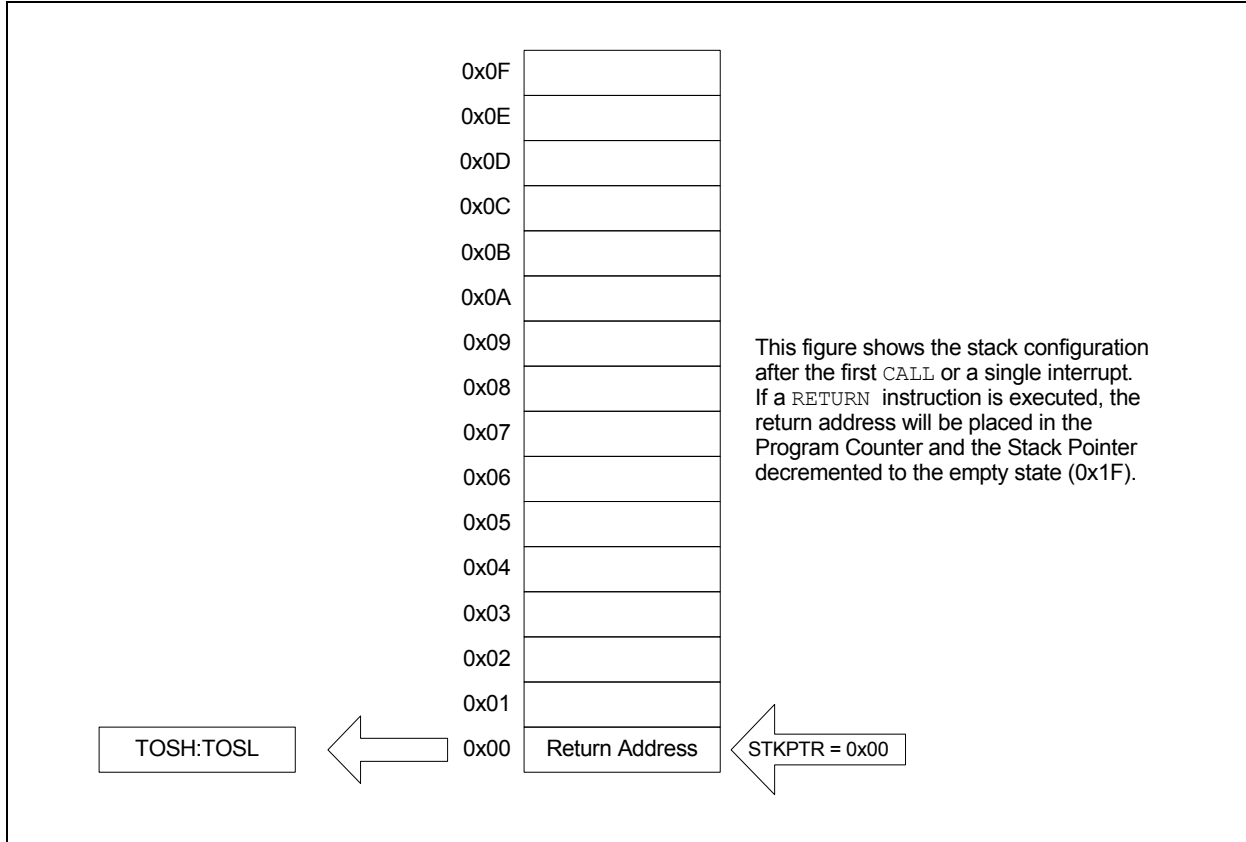 0x0F
0x0E
0x0D
0x0C
0x0B
0x0A
0x09
0x08
0x07
0x06
0x05
0x04
0x03
0x02
0x01
This figure shows the stack configuration
after the first CALL or a single interrupt.
If a RETURN instruction is executed, the
return address will be placed in the
Program Counter and the Stack Pointer
decremented to the empty state (0x1F).
TOSH:TOSL 0x00 Return Address STKPTR = 0x00